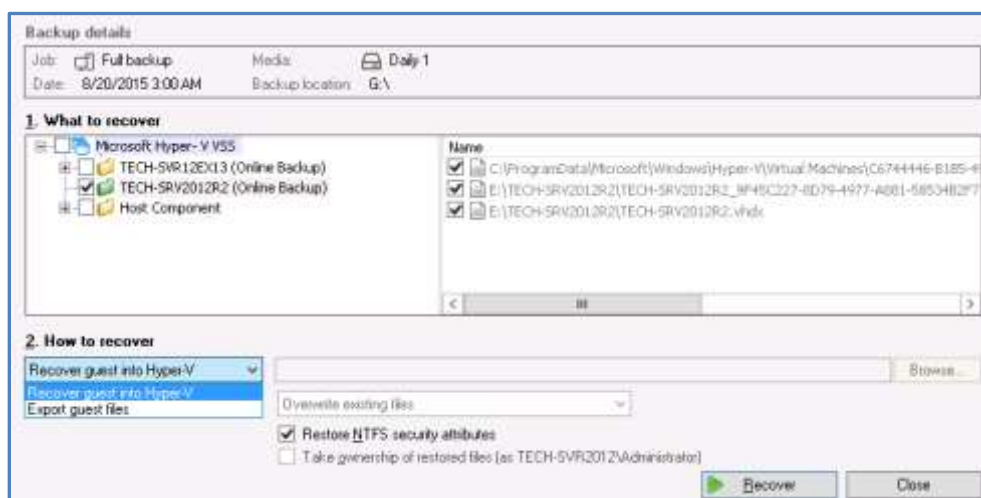 Backup details
Job: Full backup Media: Daily 1
Date: 8/20/2015 3:00 AM Backup location: G:\
1. What to recover
Microsoft Hyper-V VSS
TECH-SVR12EX13 (Online Backup)
TECH-SRV2012R2 (Online Backup)
Host Component
Name
C:\ProgramData\Microsoft\Windows\Hyper-V\Virtual Machines\C6744446-B185-4
E:\TECH-SRV2012R2\TECH-SRV2012R2.vhdx
2. How to recover
Recover guest into Hyper-V Browse...
Recover guest into Hyper-V
Export guest files
Overwrite existing files
Restore NTFS security attributes
Take ownership of restored files (as TECH-SVR2012\Administrator)
Recover Close